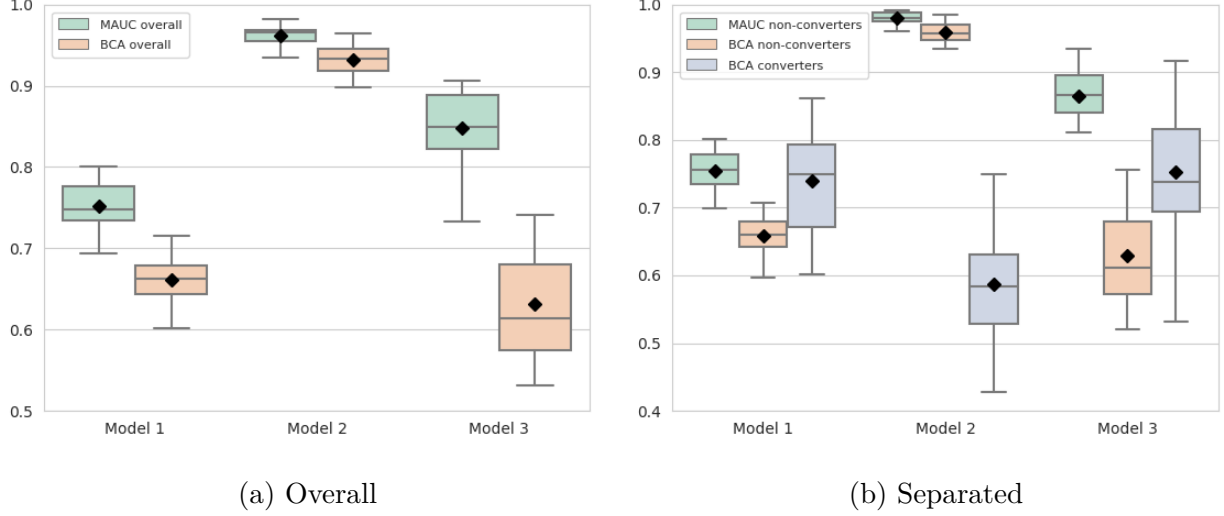 1.0
0.9
0.8
0.7
0.6
0.5
MAUC overall
BCA overall
Model 1
Model 2
Model 3
(a) Overall
1.0
0.9
0.8
0.7
0.6
0.5
0.4
MAUC non-converters
BCA non-converters
BCA converters
Model 1
Model 2
Model 3
(b) Separated